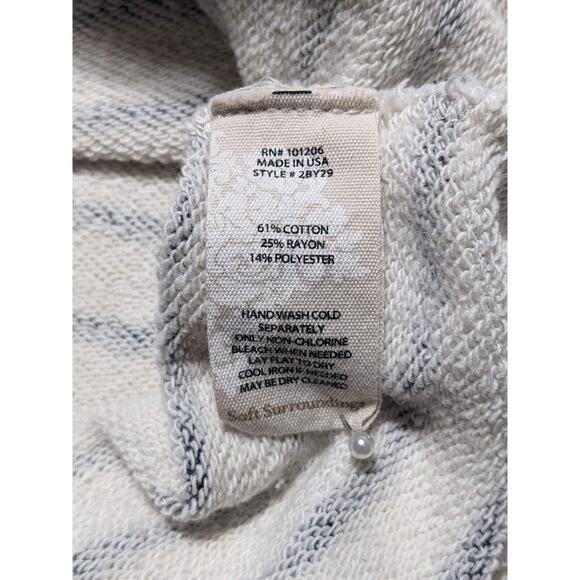 RN# 101206
MADE IN USA
STYLE # 2BY29
61% COTTON
25% RAYON
14% POLYESTER
HAND WASH COLD
SEPARATELY
ONLY NON-CHLORINE
BLEACH WHEN NEEDED
LAY FLAT TO DRY
COOL IRON IF NEEDED
MAY BE DRY CLEANED
Soft Surroundings